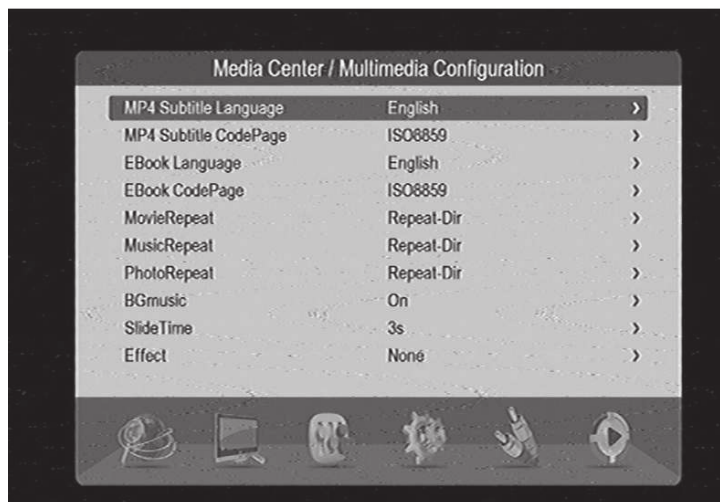 Media Center / Multimedia Configuration
MP4 Subtitle Language English
MP4 Subtitle CodePage ISO8859
EBook Language English
EBook CodePage ISO8859
MovieRepeat Repeat-Dir
MusicRepeat Repeat-Dir
PhotoRepeat Repeat-Dir
BGmusic On
SlideTime 3s
Effect None